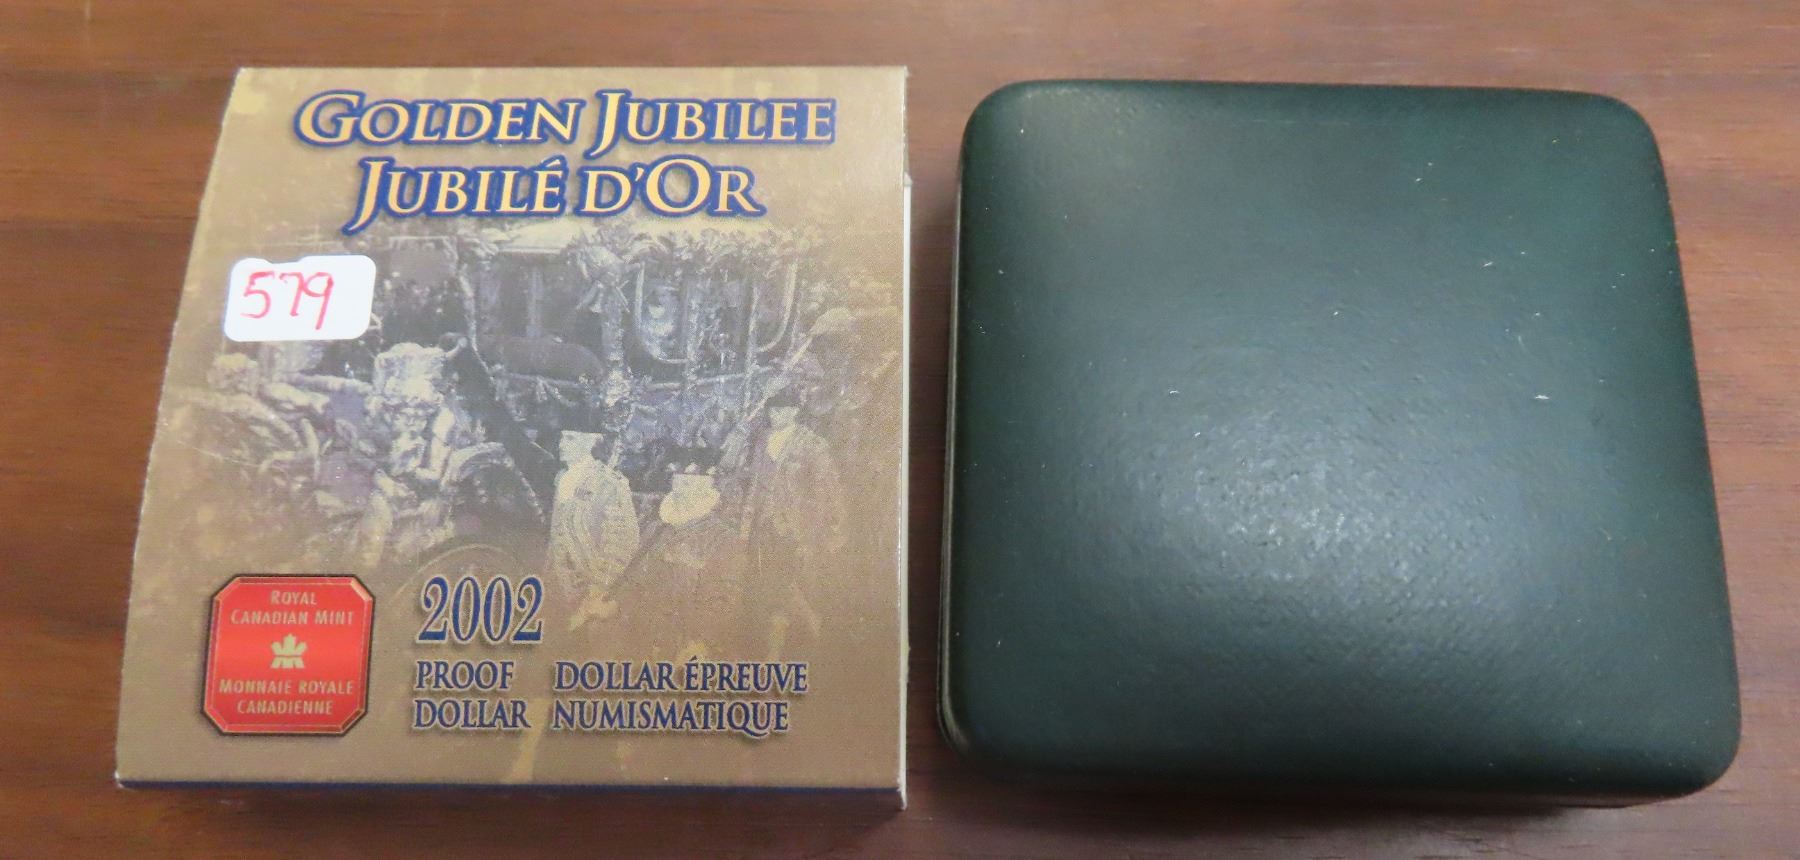 GOLDEN JUBILEE
JUBILÉ D'OR
579
ROYAL
CANADIAN MINT
MONNAIE ROYALE
CANADIENNE
2002
PROOF DOLLAR ÉPREUVE
DOLLAR NUMISMATIQUE